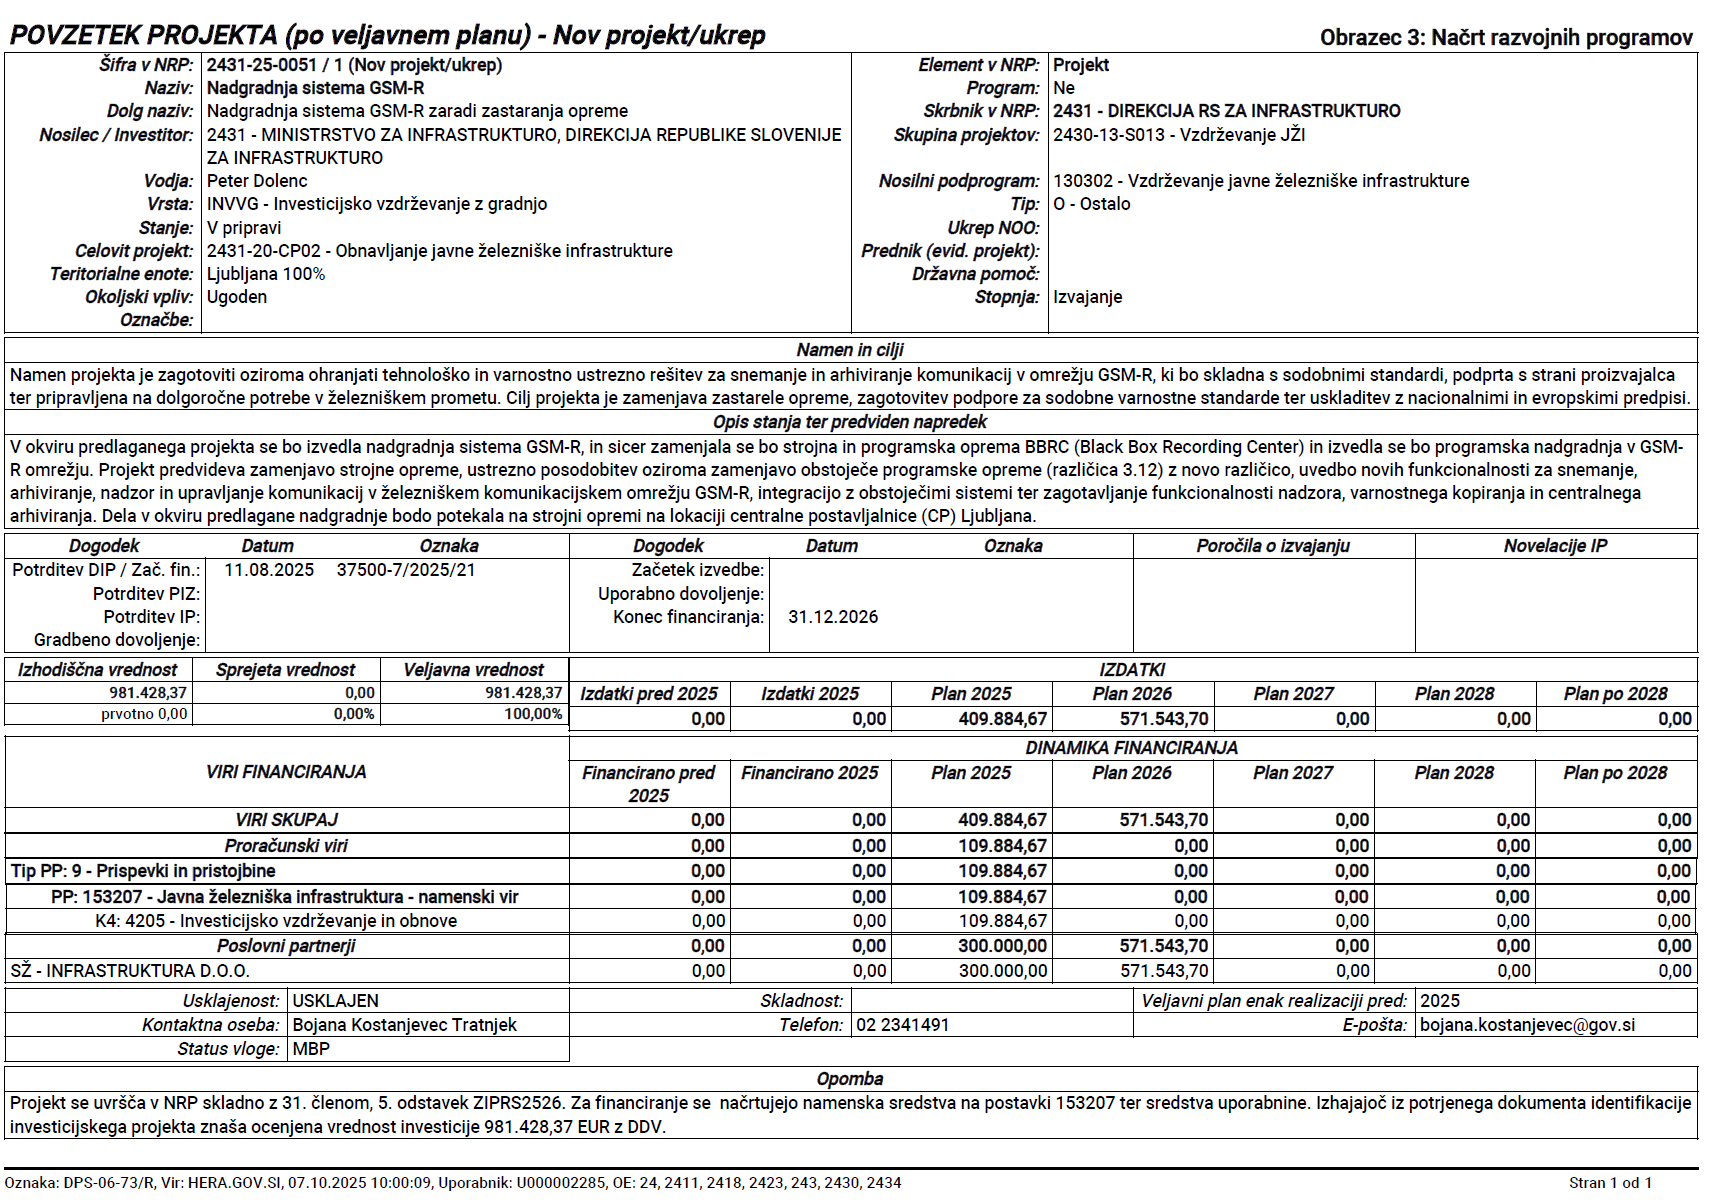 POVZETEK PROJEKTA (po veljavnem planu) - Nov projekt/ukrep
Obrazec 3: Načrt razvojnih programov
Šifra v NRP: 2431-25-0051 / 1 (Nov projekt/ukrep)
Element v NRP: Projekt
Naziv: Nadgradnja sistema GSM-R
Program: Ne
Dolg naziv: Nadgradnja sistema GSM-R zaradi zastaranja opreme
Skrbnik v NRP: 2431 - DIREKCIJA RS ZA INFRASTRUKTURO
Nosilec / Investitor: 2431 - MINISTRSTVO ZA INFRASTRUKTURO, DIREKCIJA REPUBLIKE SLOVENIJE
ZA INFRASTRUKTURO
Skupina projektov: 2430-13-S013 - Vzdrževanje JŽI
Vodja: Peter Dolenc
Nosilni podprogram: 130302 - Vzdrževanje javne železniške infrastrukture
Vrsta: INVVG - Investicijsko vzdrževanje z gradnjo
Tip: O - Ostalo
Stanje: V pripravi
Ukrep NOO:
Celovit projekt: 2431-20-CP02 - Obnavljanje javne železniške infrastrukture
Prednik (evid. projekt):
Teritorialne enote: Ljubljana 100%
Državna pomoč:
Okoljski vpliv: Ugoden
Stopnja: Izvajanje
Označbe:
Namen in cilji
Namen projekta je zagotoviti oziroma ohranjati tehnološko in varnostno ustrezno rešitev za snemanje in arhiviranje komunikacij v omrežju GSM-R, ki bo skladna s sodobnimi standardi, podprta s strani proizvajalca
ter pripravljena na dolgoročne potrebe v železniškem prometu. Cilj projekta je zamenjava zastarele opreme, zagotovitev podpore za sodobne varnostne standarde ter uskladitev z nacionalnimi in evropskimi predpisi.
Opis stanja ter predviden napredek
V okviru predlaganega projekta se bo izvedla nadgradnja sistema GSM-R, in sicer zamenjala se bo strojna in programska oprema BBRC (Black Box Recording Center) in izvedla se bo programska nadgradnja v GSM-
R omrežju. Projekt predvideva zamenjavo strojne opreme, ustrezno posodobitev oziroma zamenjavo obstoječe programske opreme (različica 3.12) z novo različico, uvedbo novih funkcionalnosti za snemanje,
arhiviranje, nadzor in upravljanje komunikacij v železniškem komunikacijskem omrežju GSM-R, integracijo z obstoječimi sistemi ter zagotavljanje funkcionalnosti nadzora, varnostnega kopiranja in centralnega
arhiviranja. Dela v okviru predlagane nadgradnje bodo potekala na strojni opremi na lokaciji centralne postavljalnice (CP) Ljubljana.
Dogodek Datum Oznaka Dogodek Datum Oznaka Poročila o izvajanju Novelacije IP
Potrditev DIP / Zač. fin.: 11.08.2025 37500-7/2025/21 Začetek izvedbe:
Potrditev PIZ: Uporabno dovoljenje:
Potrditev IP: Konec financiranja: 31.12.2026
Gradbeno dovoljenje:
Izhodiščna vrednost Sprejeta vrednost Veljavna vrednost
981.428,37 0,00 981.428,37
prvotno 0,00 0,00% 100,00%
IZDATKI
Izdatki pred 2025 Izdatki 2025 Plan 2025 Plan 2026 Plan 2027 Plan 2028 Plan po 2028
0,00 0,00 409.884,67 571.543,70 0,00 0,00 0,00
VIRI FINANCIRANJA
DINAMIKA FINANCIRANJA
Financirano pred
2025
Financirano 2025 Plan 2025 Plan 2026 Plan 2027 Plan 2028 Plan po 2028
VIRI SKUPAJ 0,00 0,00 409.884,67 571.543,70 0,00 0,00 0,00
Proračunski viri 0,00 0,00 109.884,67 0,00 0,00 0,00 0,00
Tip PP: 9 - Prispevki in pristojbine 0,00 0,00 109.884,67 0,00 0,00 0,00 0,00
PP: 153207 - Javna železniška infrastruktura - namenski vir 0,00 0,00 109.884,67 0,00 0,00 0,00 0,00
K4: 4205 - Investicijsko vzdrževanje in obnove 0,00 0,00 109.884,67 0,00 0,00 0,00 0,00
Poslovni partnerji 0,00 0,00 300.000,00 571.543,70 0,00 0,00 0,00
SŽ - INFRASTRUKTURA D.O.O. 0,00 0,00 300.000,00 571.543,70 0,00 0,00 0,00
Usklajenost: USKLAJEN Skladnost: Veljavni plan enak realizaciji pred: 2025
Kontaktna oseba: Bojana Kostanjevec Tratnjek Telefon: 02 2341491 E-pošta: bojana.kostanjevec@gov.si
Status vloge: MBP
Opomba
Projekt se uvršča v NRP skladno z 31. členom, 5. odstavek ZIPRS2526. Za financiranje se načrtujejo namenska sredstva na postavki 153207 ter sredstva uporabnine. Izhajajoč iz potrjenega dokumenta identifikacije
investicijskega projekta znaša ocenjena vrednost investicije 981.428,37 EUR z DDV.
Oznaka: DPS-06-73/R, Vir: HERA.GOV.SI, 07.10.2025 10:00:09, Uporabnik: U000002285, OE: 24, 2411, 2418, 2423, 243, 2430, 2434
Stran 1 od 1